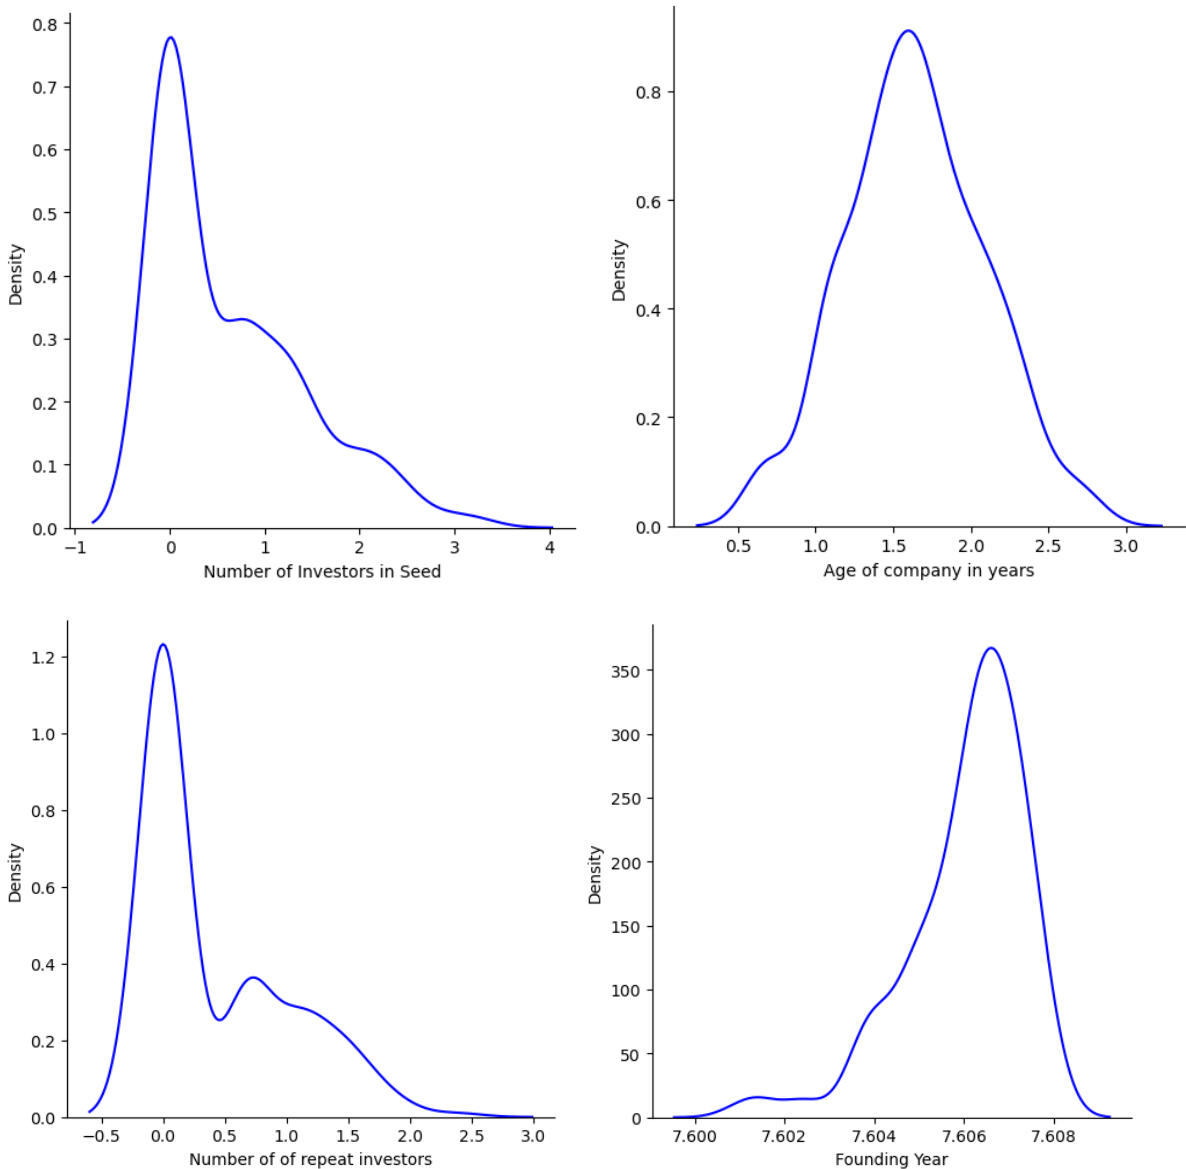 0.8
0.7
0.6
0.5
0.4
0.3
0.2
0.1
0.0
Density
−1 0 1 2 3 4
Number of Investors in Seed
0.8
0.6
0.4
0.2
0.0
Density
0.5 1.0 1.5 2.0 2.5 3.0
Age of company in years
1.2
1.0
0.8
0.6
0.4
0.2
0.0
Density
−0.5 0.0 0.5 1.0 1.5 2.0 2.5 3.0
Number of of repeat investors
350
300
250
200
150
100
50
0
Density
7.600 7.602 7.604 7.606 7.608
Founding Year